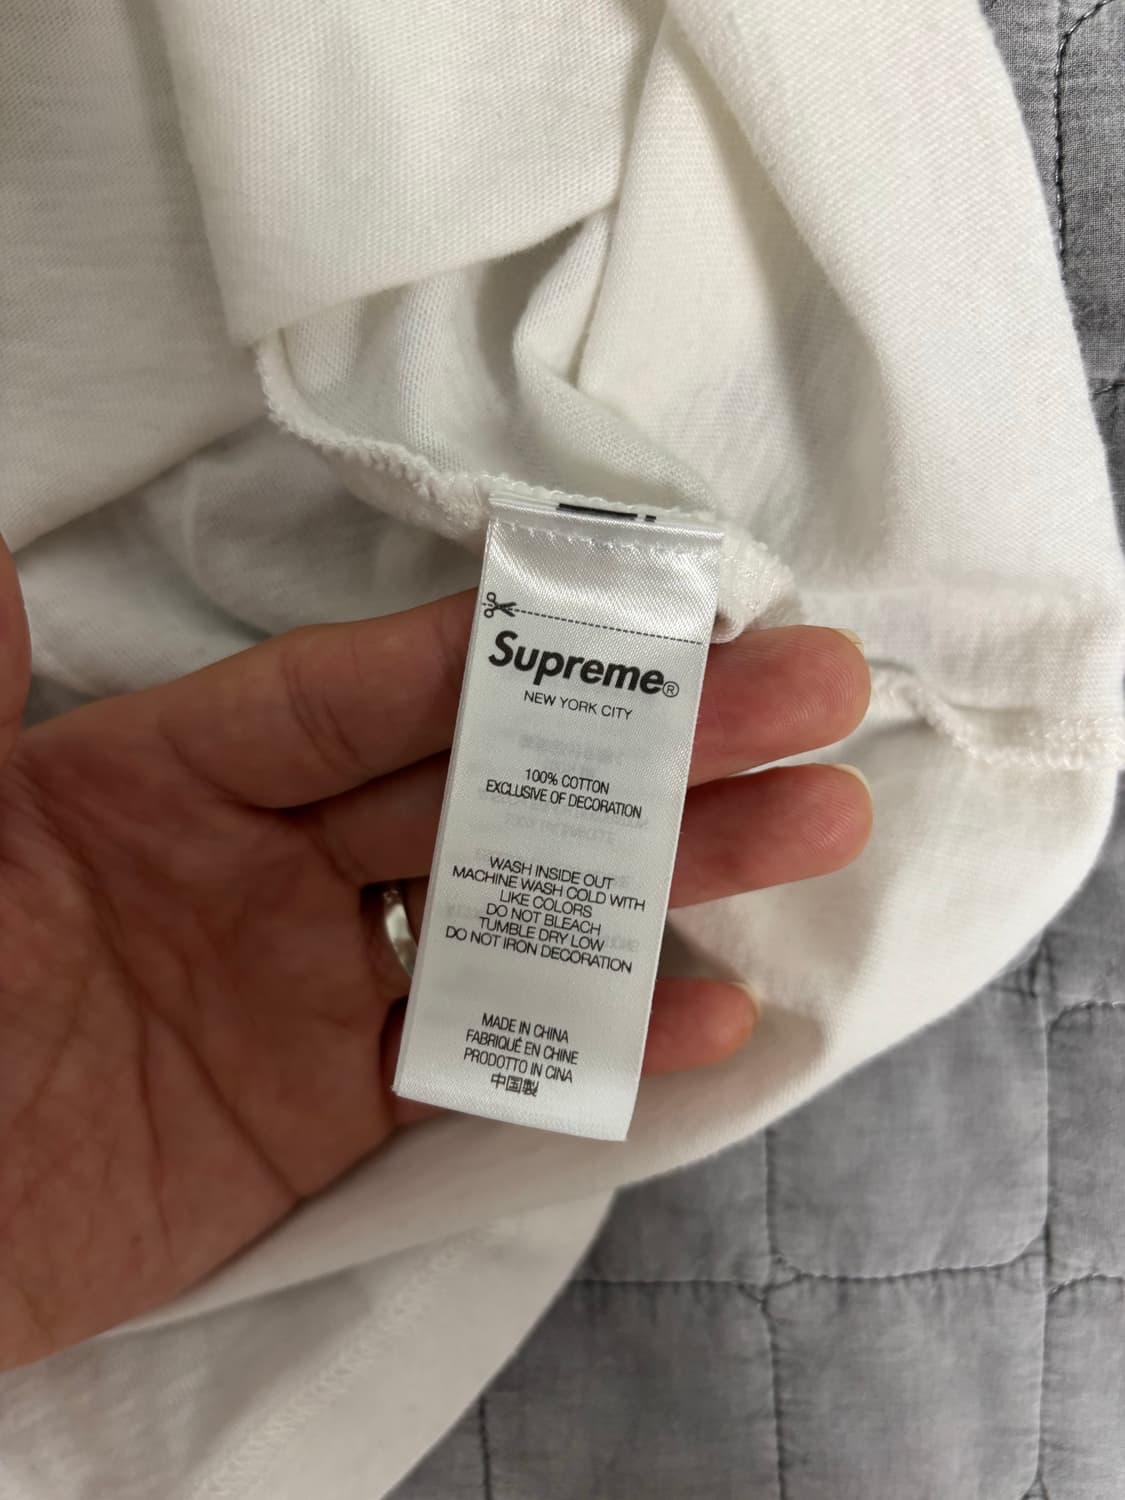 Supreme®
NEW YORK CITY
100% COTTON
EXCLUSIVE OF DECORATION
WASH INSIDE OUT
MACHINE WASH COLD WITH
LIKE COLORS
DO NOT BLEACH
TUMBLE DRY LOW
DO NOT IRON DECORATION
MADE IN CHINA
FABRIQUÉ EN CHINE
PRODOTTO IN CINA
中国製